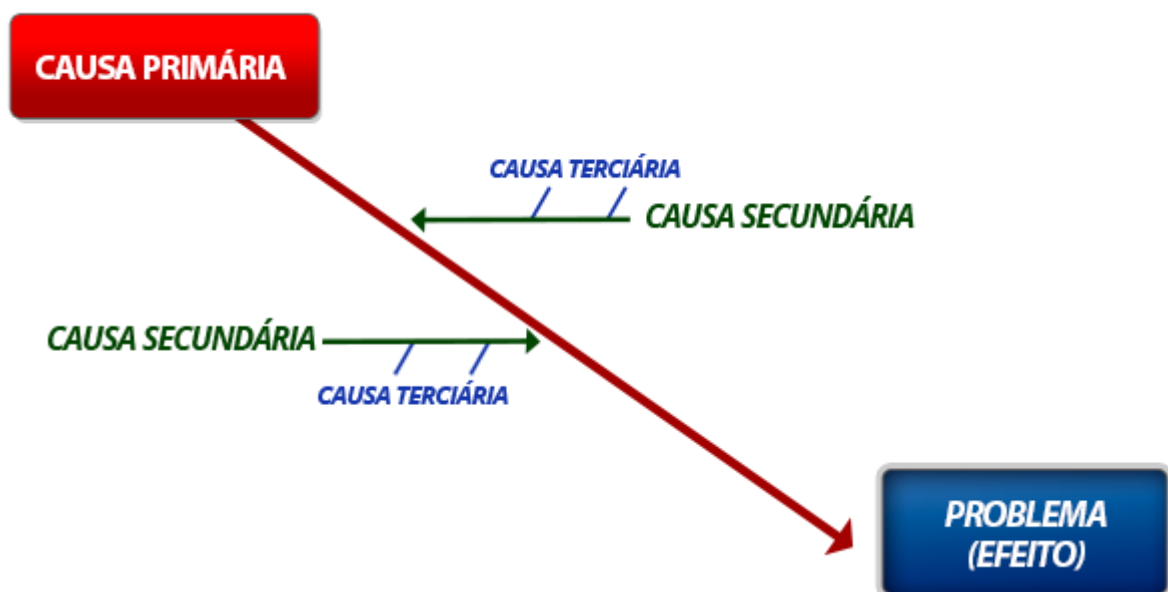 CAUSA PRIMÁRIA
CAUSA TERCIÁRIA
CAUSA SECUNDÁRIA
CAUSA SECUNDÁRIA
CAUSA TERCIÁRIA
PROBLEMA
(EFEITO)